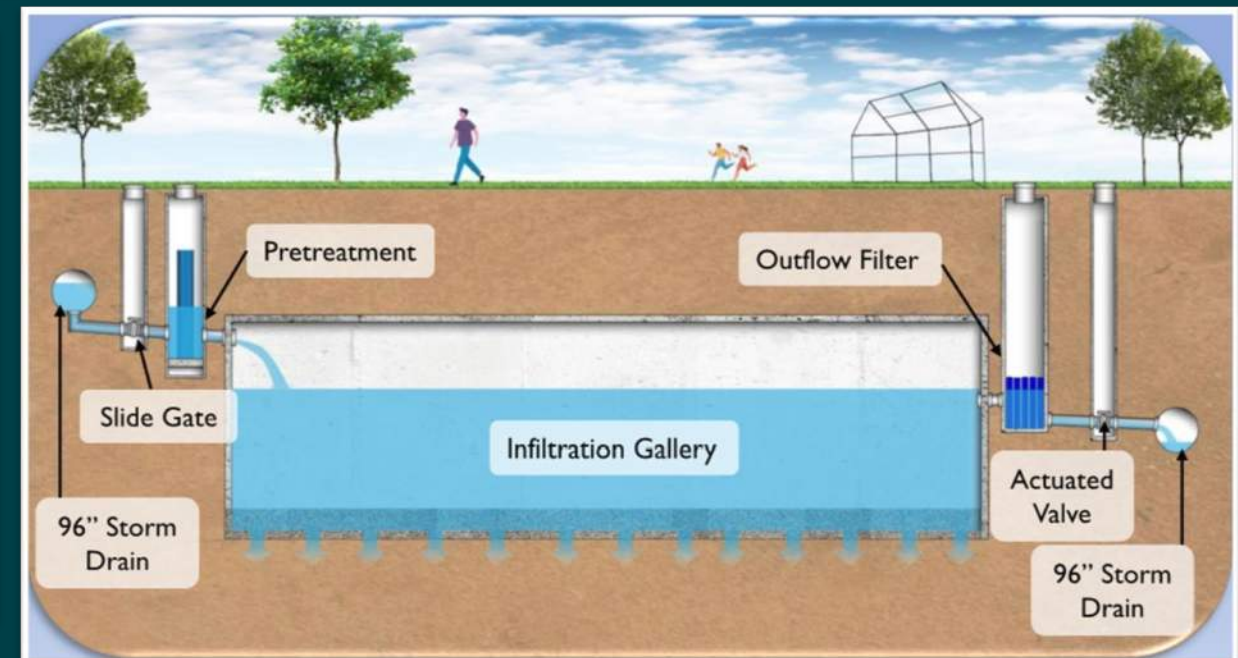 Pretreatment
Outflow Filter
Slide Gate
Infiltration Gallery
Actuated
Valve
96” Storm
Drain
96” Storm
Drain